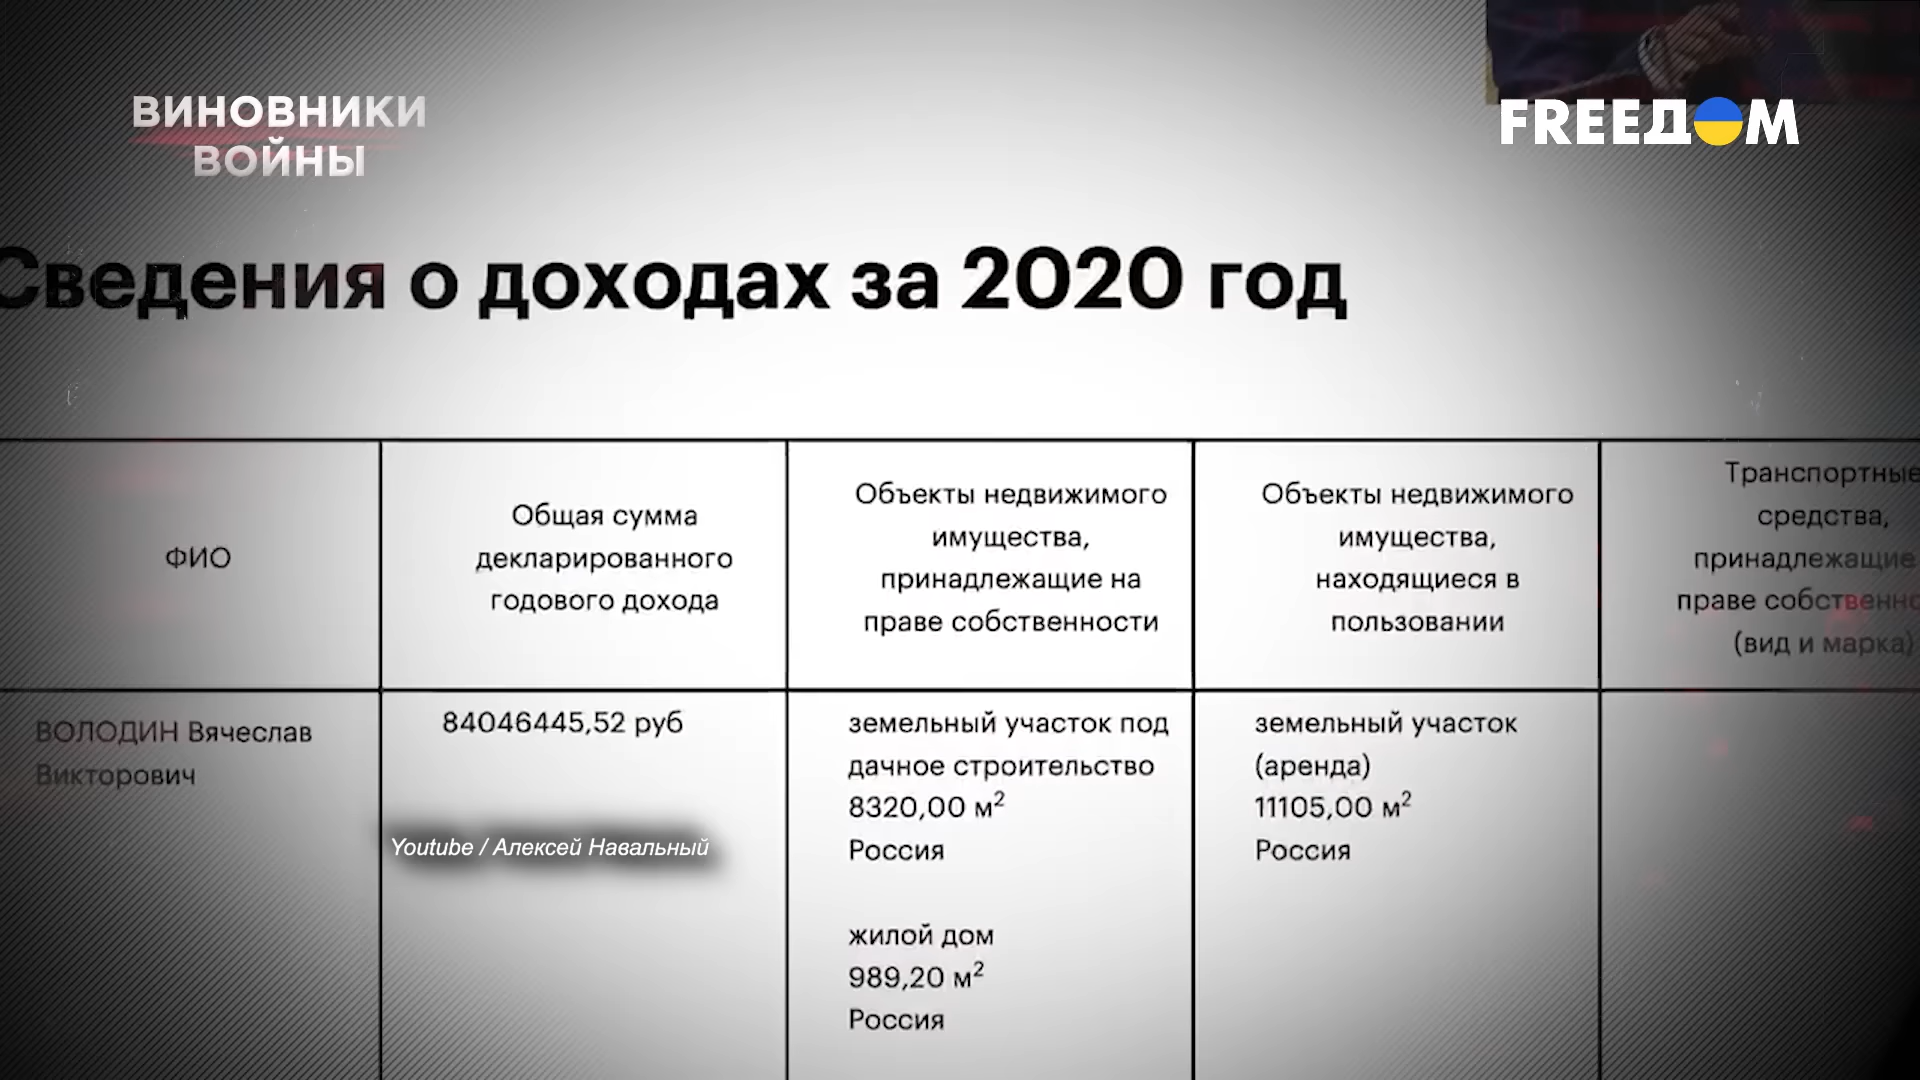 ВИНОВНИКИ
ВОЙНЫ
FREEДОМ
Сведения о доходах за 2020 год
ФИО
Общая сумма
декларированного
годового дохода
Объекты недвижимого
имущества,
принадлежащие на
праве собственности
Объекты недвижимого
имущества,
находящиеся в
пользовании
Транспортные
средства,
принадлежащие
праве собственно
(вид и марка)
ВОЛОДИН Вячеслав
Викторович
84046445,52 руб
Youtube / Алексей Навальный
земельный участок под
дачное строительство
8320,00 м²
Россия
жилой дом
989,20 м²
Россия
земельный участок
(аренда)
11105,00 м²
Россия